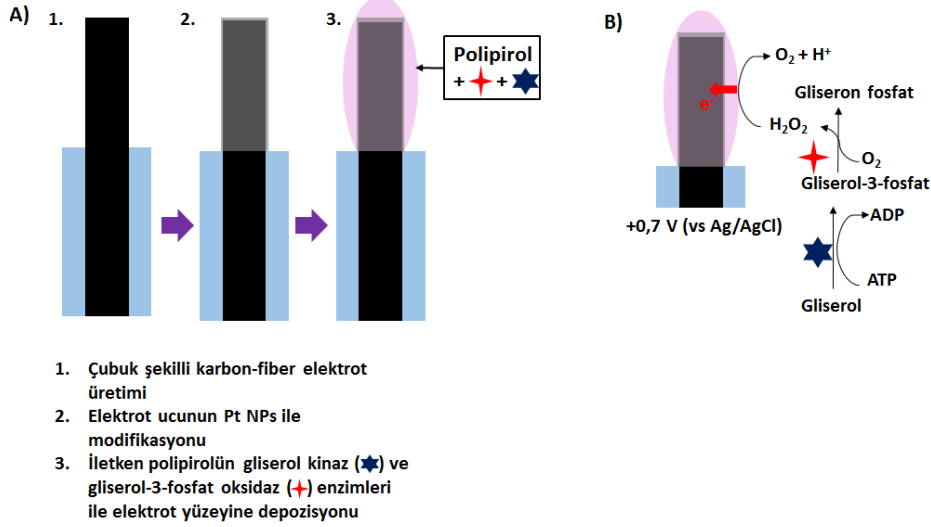 A)
1.
2.
3.
Polipirol
+ +
1. Çubuk şekilli karbon-fiber elektrot
üretimi
2. Elektrot ucunun Pt NPs ile
modifikasyonu
3. İletken polipirolün gliserol kinaz ( ) ve
gliserol-3-fosfat oksidaz ( ) enzimleri
ile elektrot yüzeyine depozisyonu
B)
O₂ + H⁺
Gliseron fosfat
e⁻
H₂O₂
O₂
Gliserol-3-fosfat
+0,7 V (vs Ag/AgCl)
ADP
ATP
Gliserol